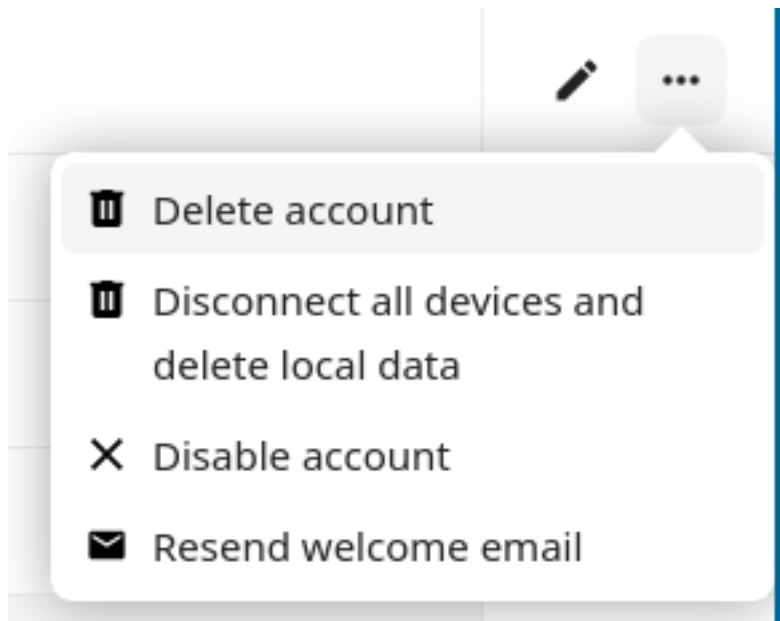 Delete account
Disconnect all devices and
delete local data
Disable account
Resend welcome email